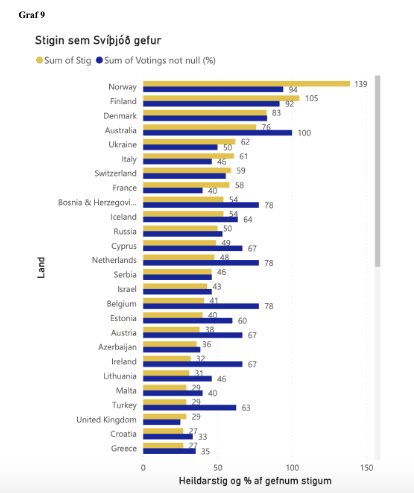 Graf 9
Stigin sem Svíþjóð gefur
Sum of Stig Sum of Votings not null (%)
Norway 139 94
Finland 105 92
Denmark 83
Australia 76 100
Ukraine 62 50
Italy 61 46
Switzerland 59
France 58 40
Bosnia & Herzegovi... 54 78
Iceland 54 64
Russia 50
Cyprus 49 67
Netherlands 48 78
Serbia 46
Israel 43 43
Belgium 41 78
Estonia 40 60
Austria 38 67
Azerbaijan 36
Ireland 32 67
Lithuania 31 46
Malta 29 40
Turkey 29 63
United Kingdom 29
Croatia 27 33
Greece 27 35
Land
0 50 100 150
Heildarstig og % af gefnum stigum